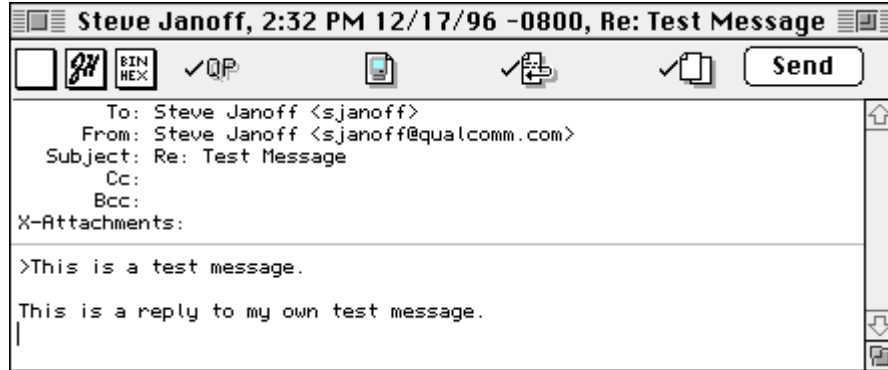 Steve Janoff, 2:32 PM 12/17/96 -0800, Re: Test Message
JH BIN HEX QP Send
To: Steve Janoff <sjanoff>
From: Steve Janoff <sjanoff@qualcomm.com>
Subject: Re: Test Message
Cc:
Bcc:
X-Attachments:
>This is a test message.
This is a reply to my own test message.